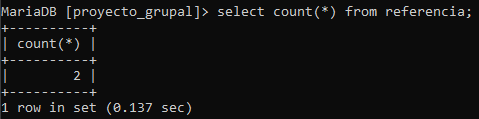 MariaDB [proyecto_grupal]> select count(*) from referencia;
+----------+
| count(*) |
+----------+
|        2 |
+----------+
1 row in set (0.137 sec)